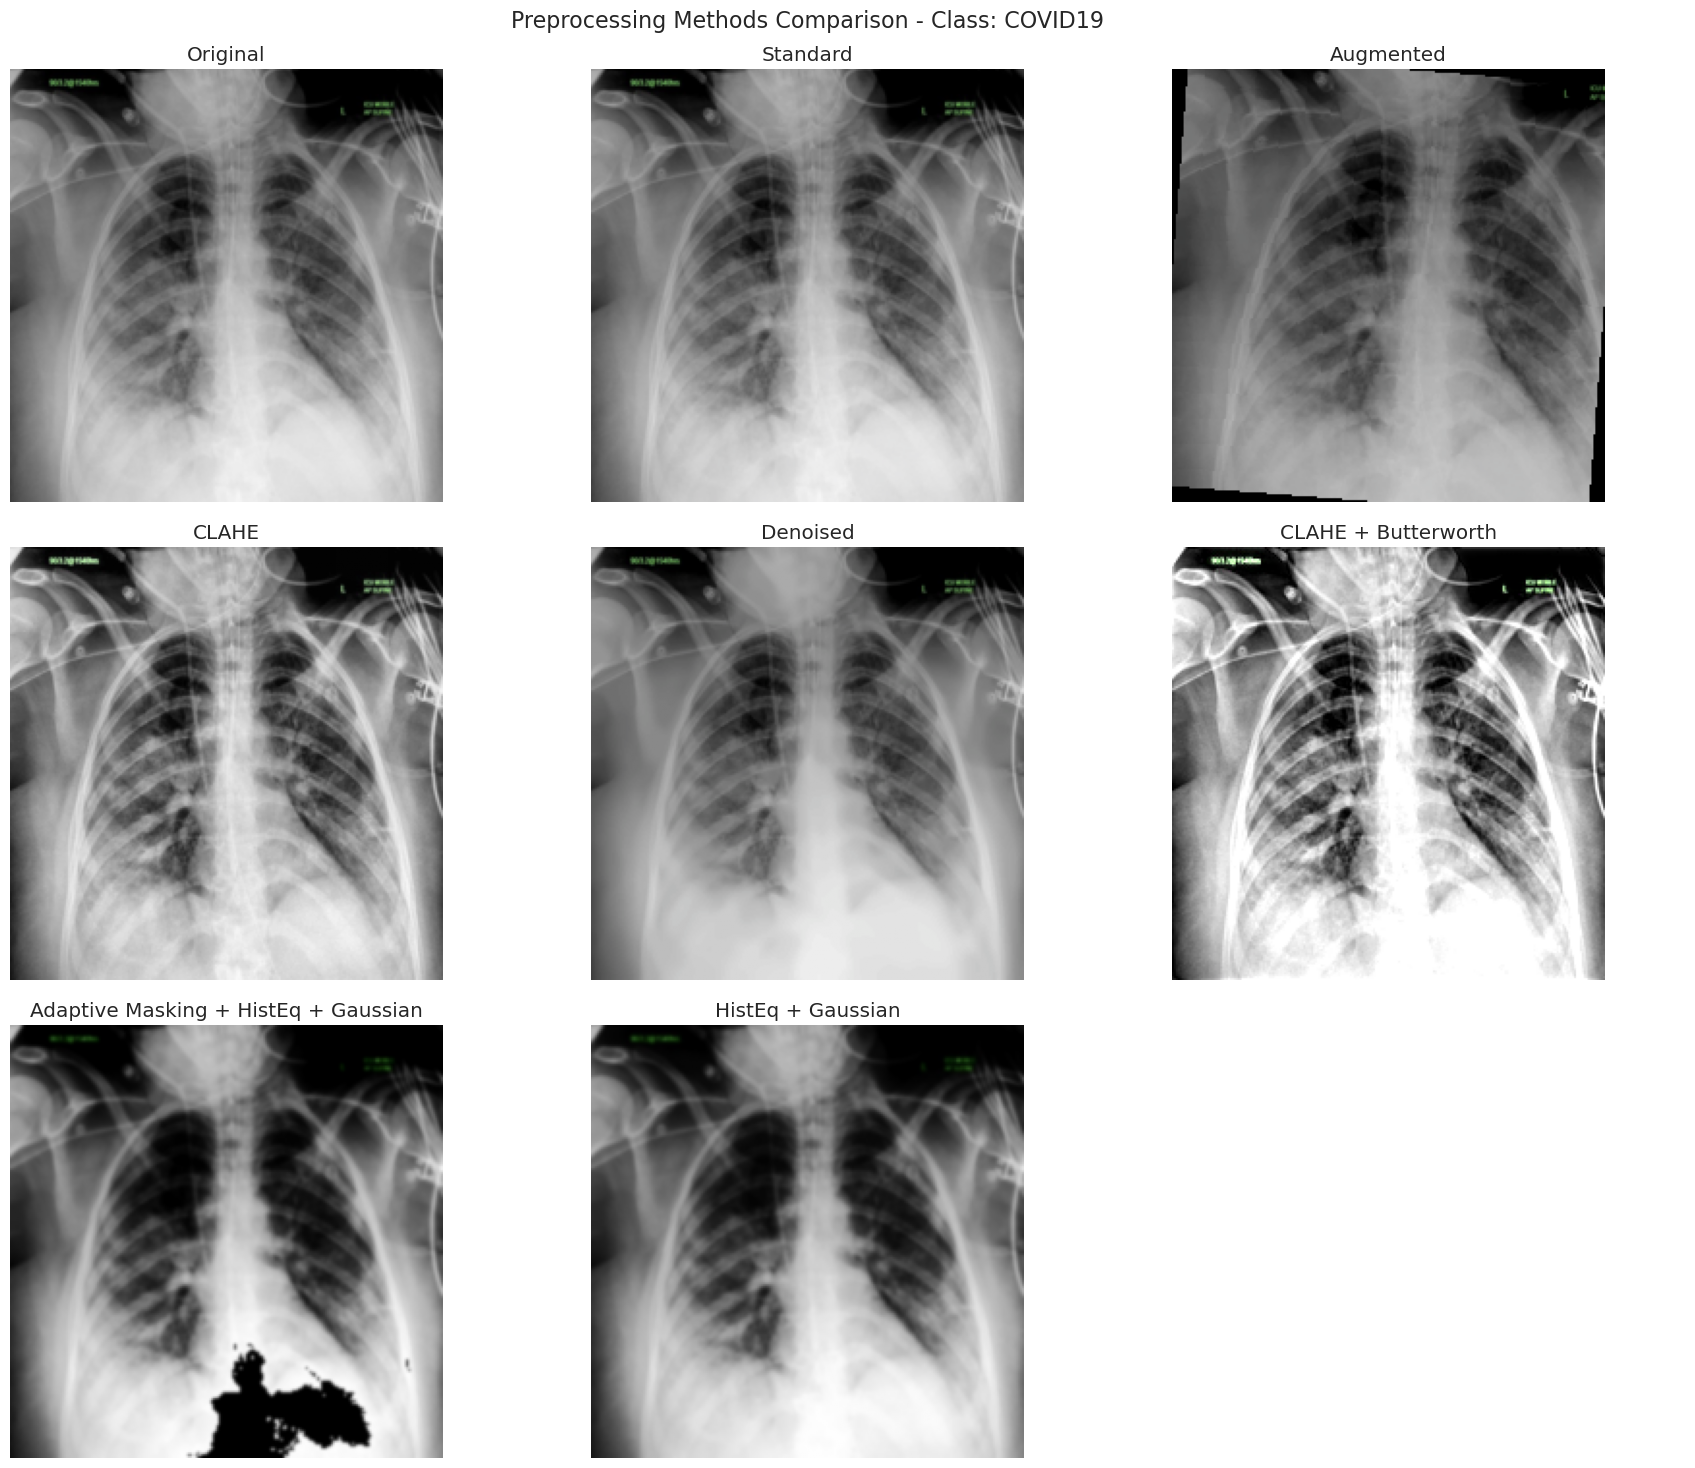 Preprocessing Methods Comparison - Class: COVID19
Original
Standard
Augmented
L
L
L
CLAHE
Denoised
CLAHE + Butterworth
L
L
L
Adaptive Masking + HistEq + Gaussian
HistEq + Gaussian